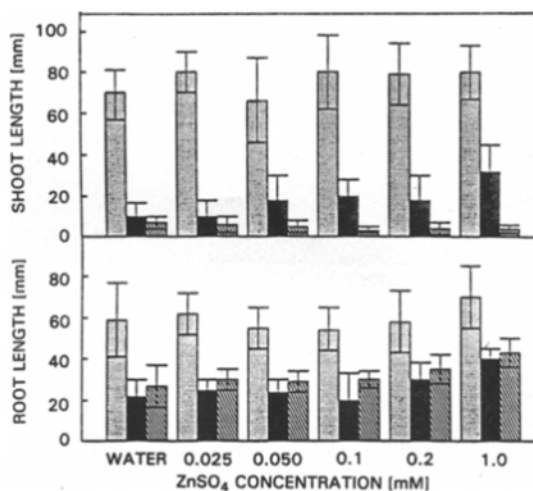 SHOOT LENGTH [mm]
100
80
60
40
20
0
ROOT LENGTH [mm]
80
60
40
20
0
WATER 0.025 0.050 0.1 0.2 1.0
ZnSO₄ CONCENTRATION [mM]